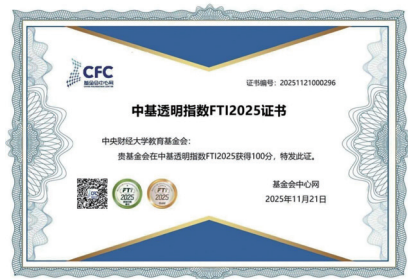 CFC
基金会中心网
证书编号：20251121000296
中基透明指数FTI2025证书
中央财经大学教育基金会：
贵基金会在中基透明指数FTI2025获得100分，特发此证。
FTI
2025
FTI
2025
基金会中心网
2025年11月21日